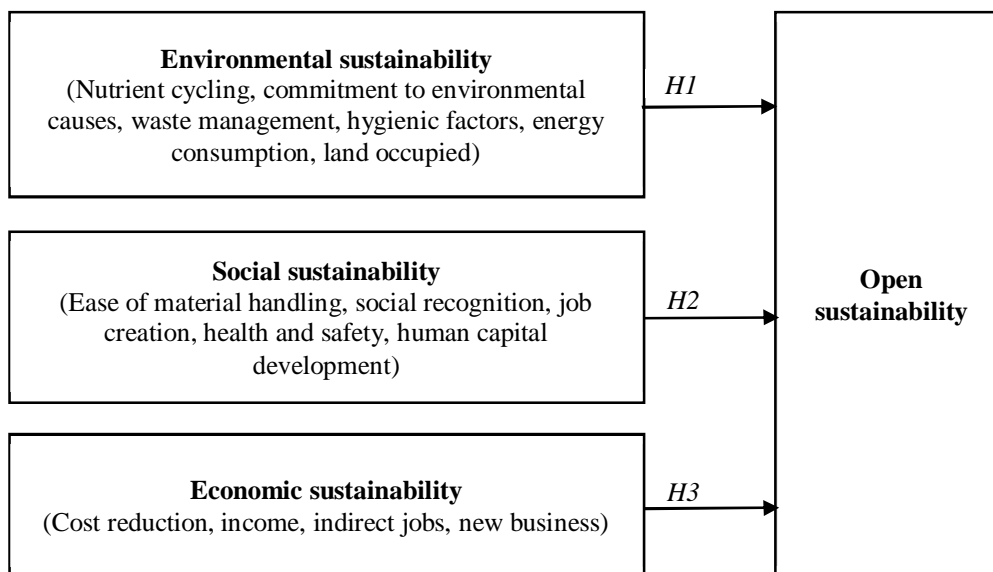 Environmental sustainability
(Nutrient cycling, commitment to environmental
causes, waste management, hygienic factors, energy
consumption, land occupied)
H1
Social sustainability
(Ease of material handling, social recognition, job
creation, health and safety, human capital
development)
H2
Economic sustainability
(Cost reduction, income, indirect jobs, new business)
H3
Open
sustainability